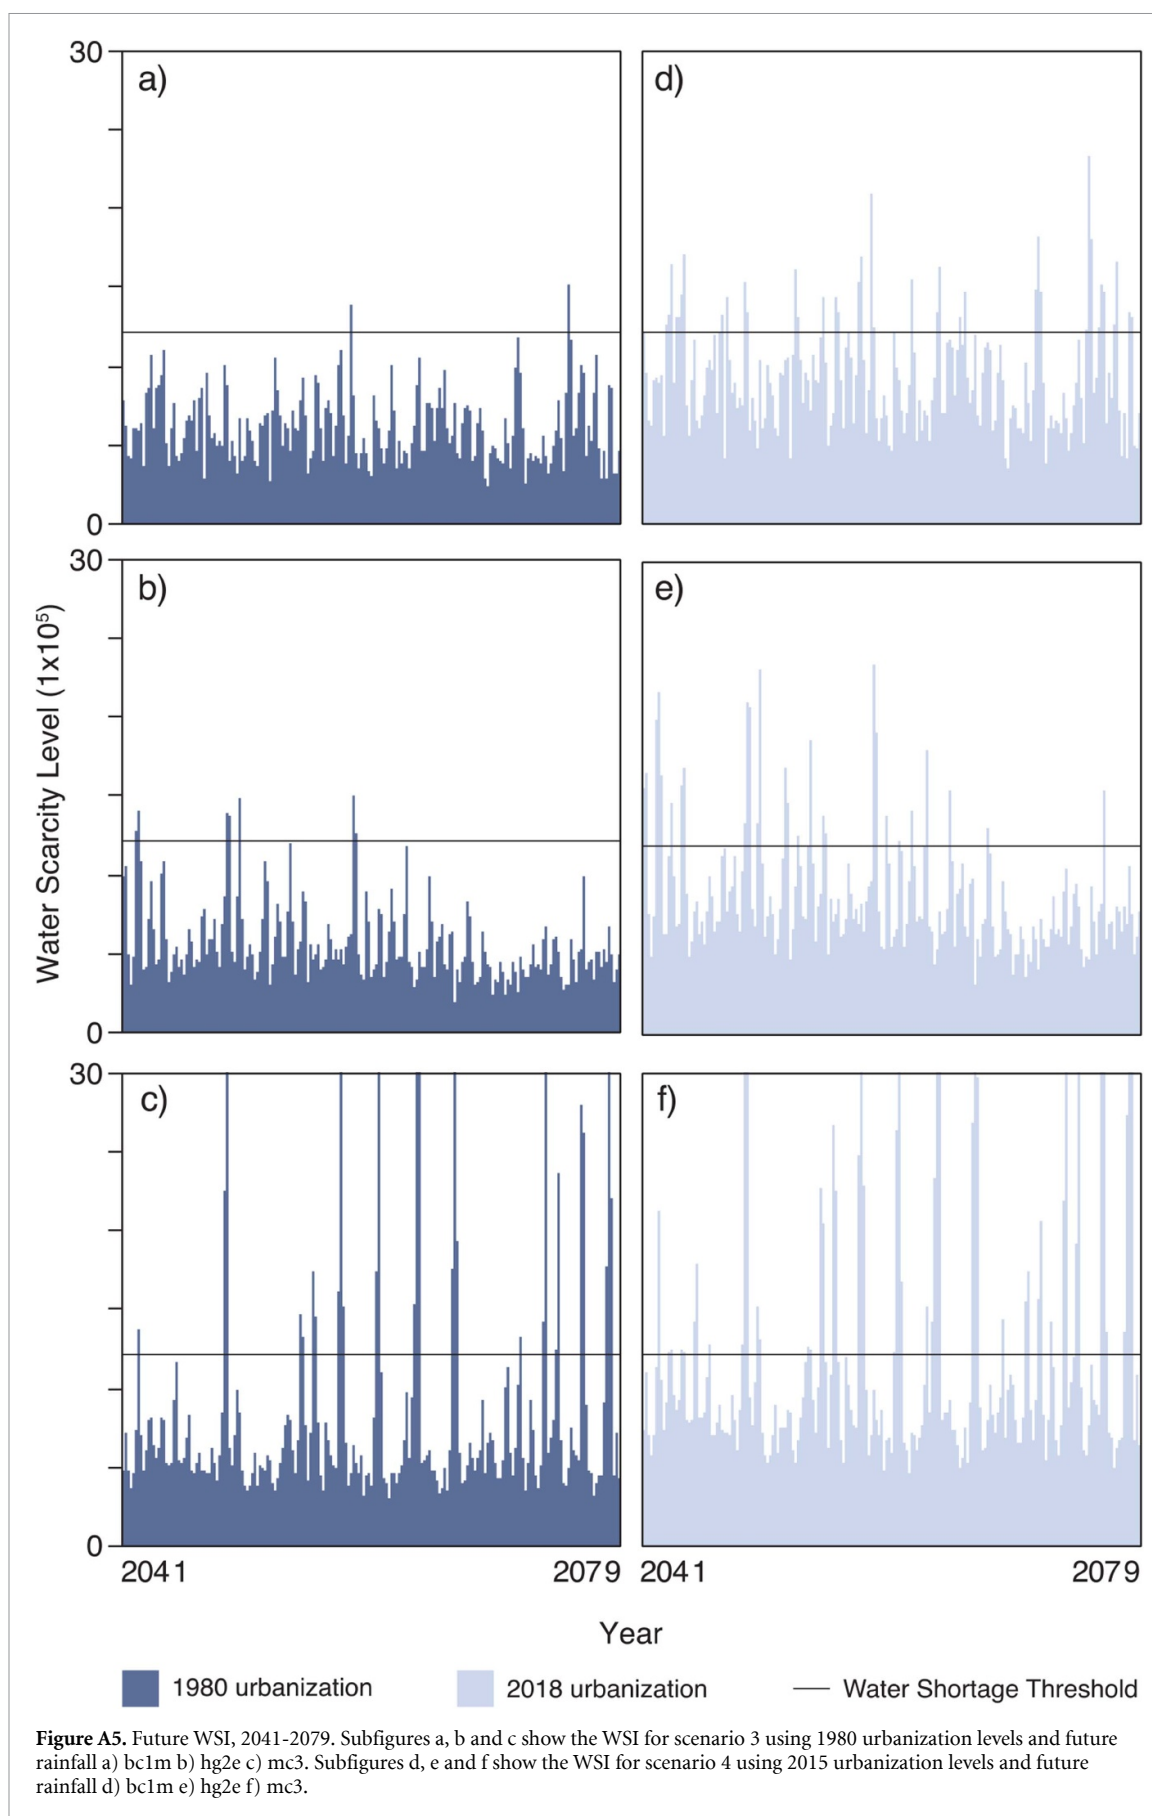 30
a)
d)
0
30
b)
e)
Water Scarcity Level (1x10⁵)
0
30
c)
f)
0
2041
2079
2041
2079
Year
1980 urbanization
2018 urbanization
Water Shortage Threshold
Figure A5. Future WSI, 2041-2079. Subfigures a, b and c show the WSI for scenario 3 using 1980 urbanization levels and future
rainfall a) bc1m b) hg2e c) mc3. Subfigures d, e and f show the WSI for scenario 4 using 2015 urbanization levels and future
rainfall d) bc1m e) hg2e f) mc3.